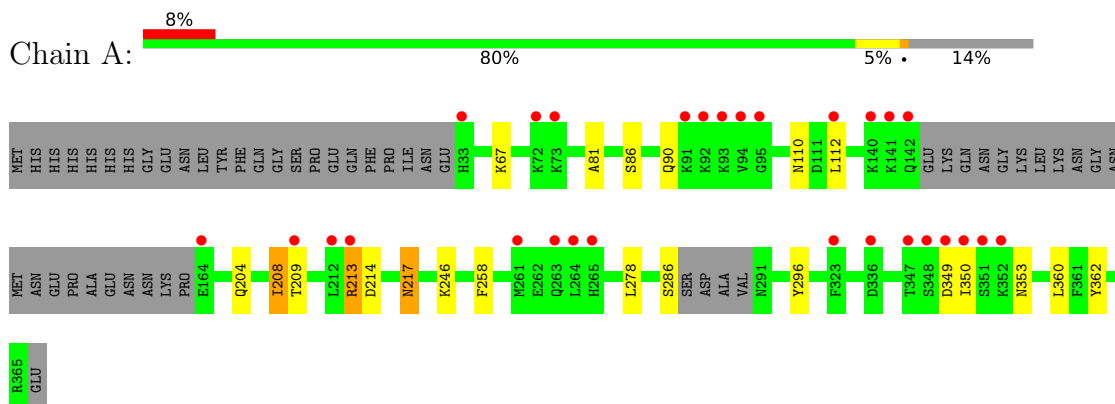 8%
Chain A:
80% 5% • 14%
MET HIS HIS HIS HIS HIS HIS GLY GLU ASN LEU TYR PHE GLN GLY SER PRO GLU GLN PHE PRO ILE ASN GLU H33 K67 K72 K73 A81 S86 Q90 K91 K92 K93 V94 G95 N110 D111 L112 K140 K141 Q142 GLU LYS GLN ASN GLY LYS LEU LYS ASN GLY ASN
MET ASN GLU PRO ALA GLU ASN ASN LYS PRO E164 Q204 I208 T209 L212 R213 D214 N217 K246 F258 M261 E262 Q263 L264 H265 L278 S286 SER ASP ALA VAL N291 Y296 F323 D336 T347 S348 D349 I350 S351 K352 N353 L360 F361 Y362
R365 GLU